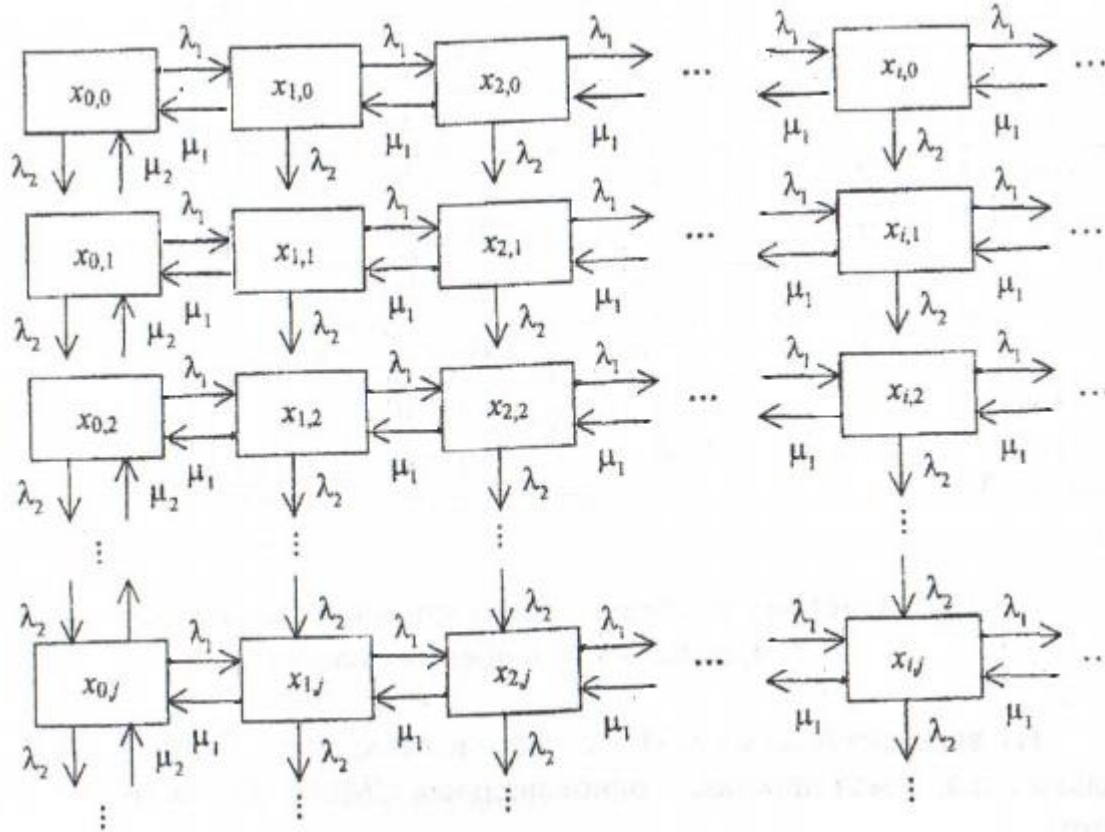 λ₁ λ₁ λ₁ λ₁ λ₁
x₀,₀ x₁,₀ x₂,₀ ... xᵢ,₀ ...
μ₁ μ₁ μ₁ μ₁ μ₁
λ₂ μ₂ λ₂ λ₂ λ₂
λ₁ λ₁ λ₁ λ₁ λ₁
x₀,₁ x₁,₁ x₂,₁ ... xᵢ,₁ ...
μ₁ μ₁ μ₁ μ₁ μ₁
λ₂ μ₂ λ₂ λ₂ λ₂
λ₁ λ₁ λ₁ λ₁ λ₁
x₀,₂ x₁,₂ x₂,₂ ... xᵢ,₂ ...
μ₁ μ₁ μ₁ μ₁ μ₁
λ₂ μ₂ λ₂ λ₂ λ₂
⋮ ⋮ ⋮ ⋮
λ₂ λ₂ λ₂ λ₂
λ₁ λ₁ λ₁ λ₁ λ₁
x₀,ⱼ x₁,ⱼ x₂,ⱼ ... xᵢ,ⱼ ...
μ₁ μ₁ μ₁ μ₁ μ₁
λ₂ μ₂ λ₂ λ₂ λ₂
⋮ ⋮ ⋮ ⋮